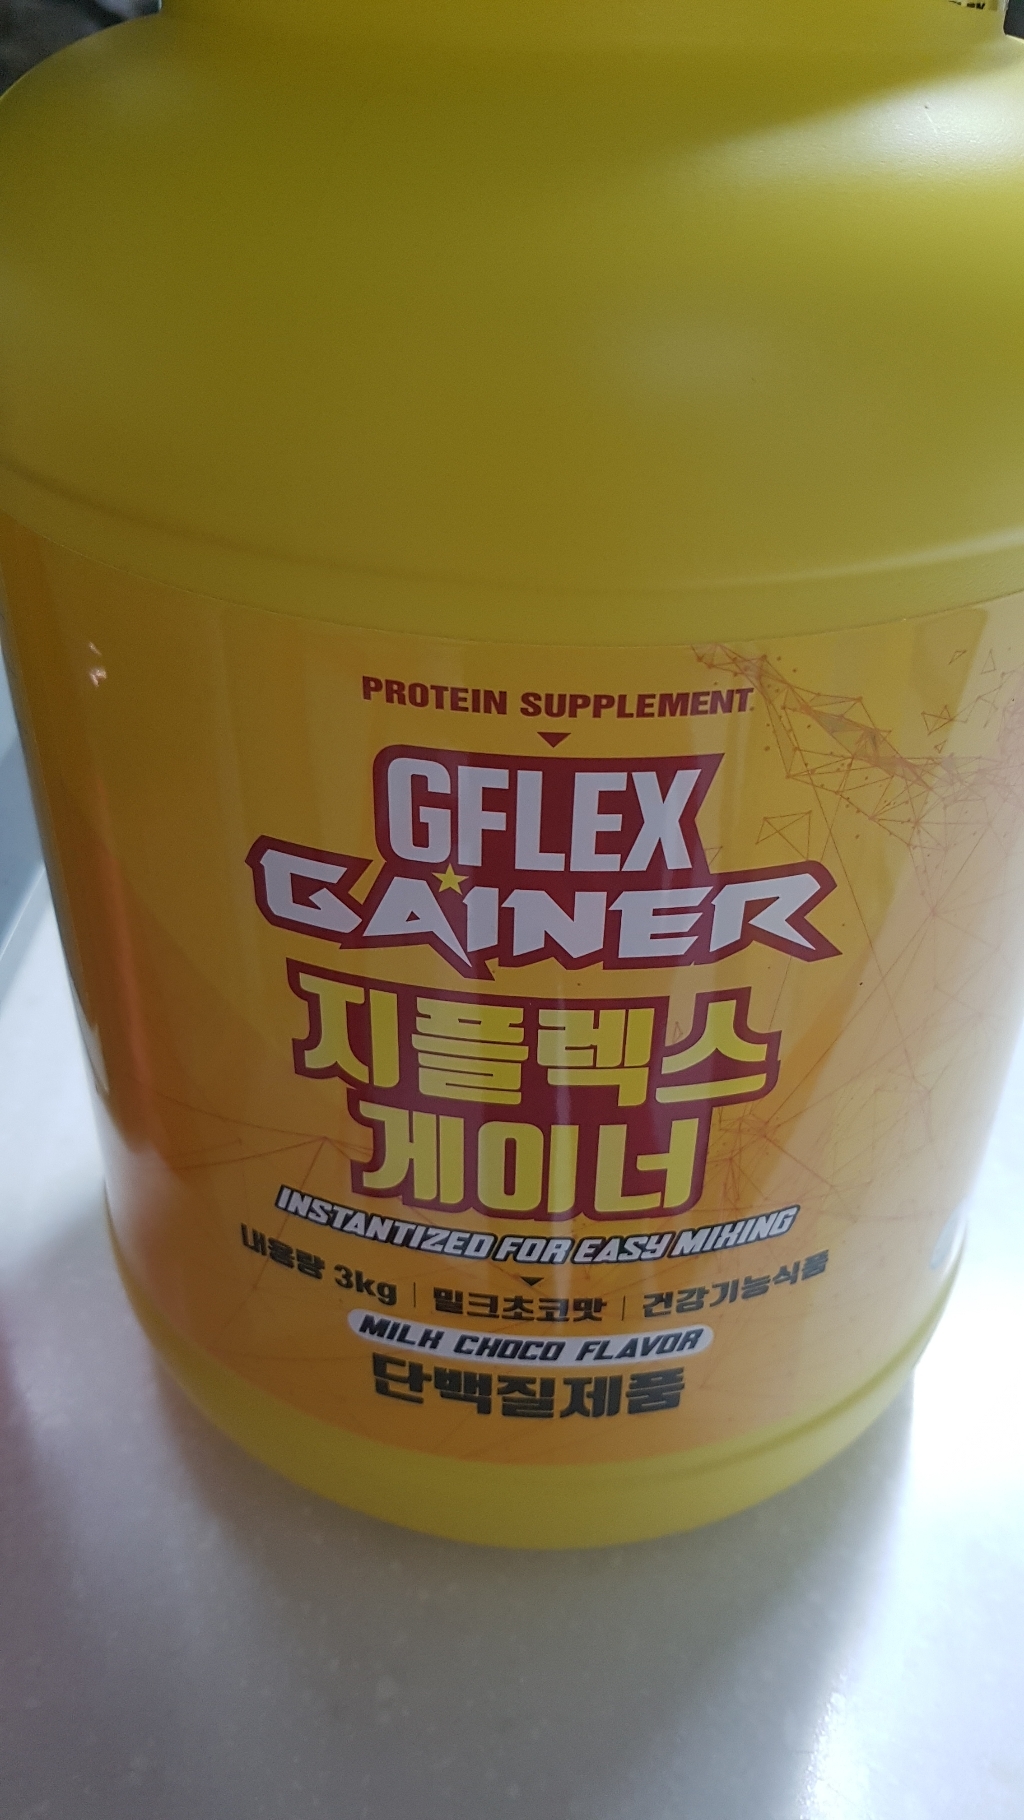 PROTEIN SUPPLEMENT
GFLEX
GAINER
지플렉스
게이너
INSTANTIZED FOR EASY MIXING
내용량 3kg | 밀크초코맛 | 건강기능식품
MILK CHOCO FLAVOR
단백질제품